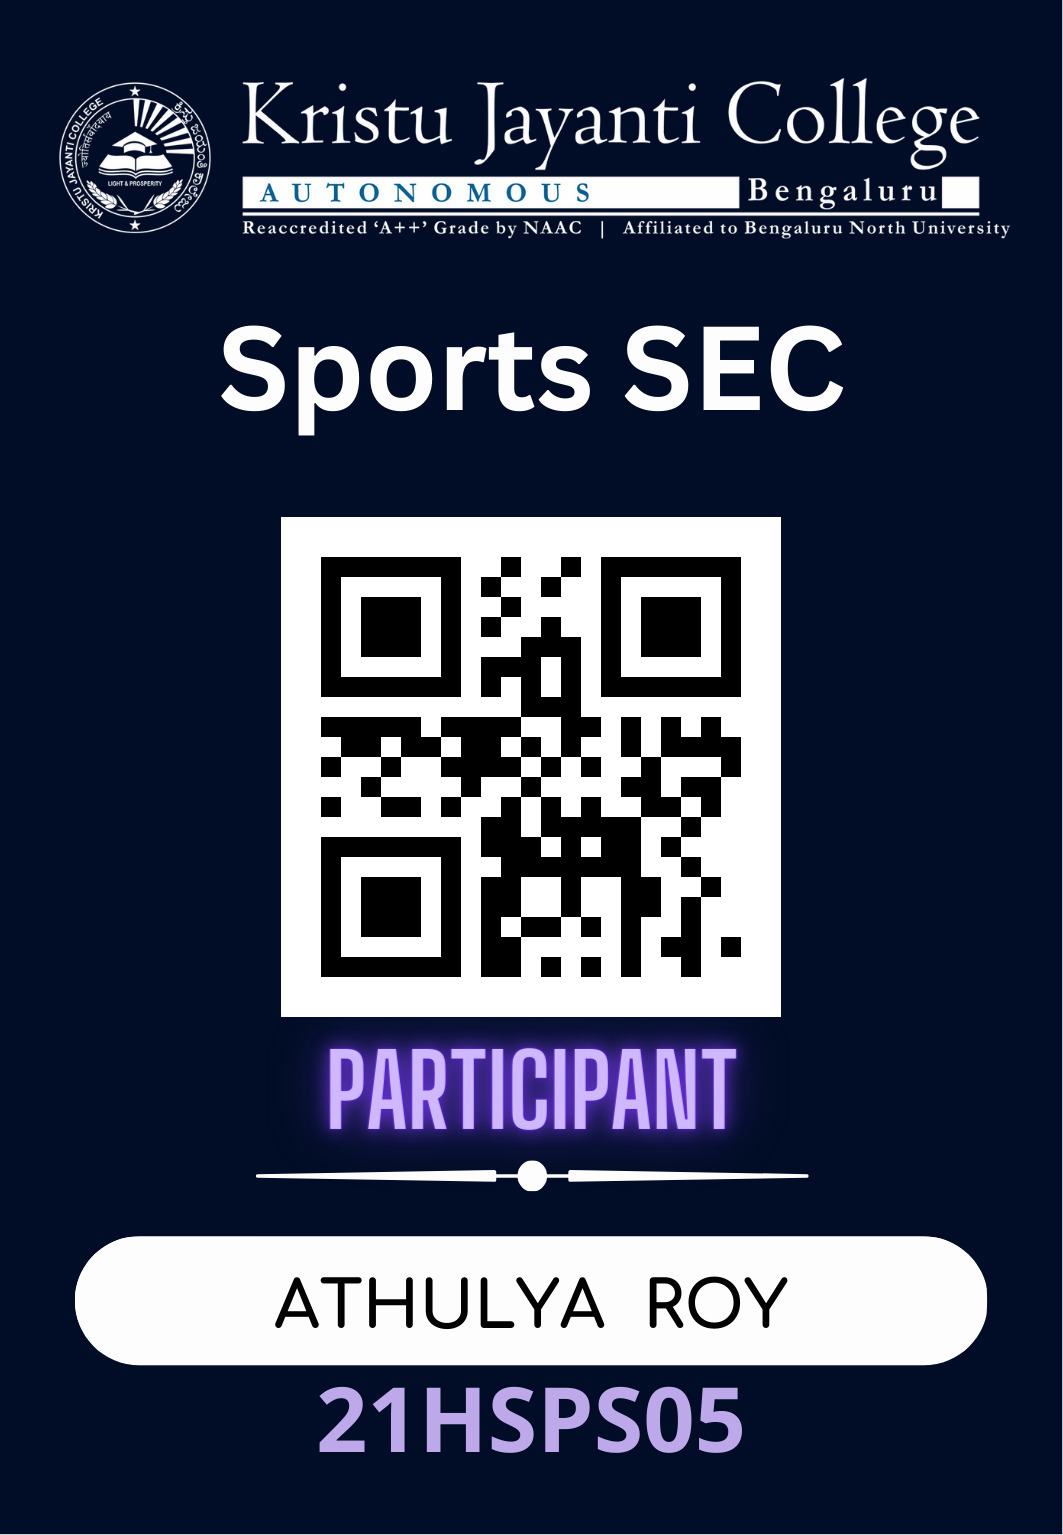 Kristu Jayanti College
AUTONOMOUS Bengaluru
Reaccredited ‘A++’ Grade by NAAC | Affiliated to Bengaluru North University
KRISTU JAYANTI COLLEGE
LIGHT & PROSPERITY
Sports SEC
PARTICIPANT
ATHULYA ROY
21HSPS05